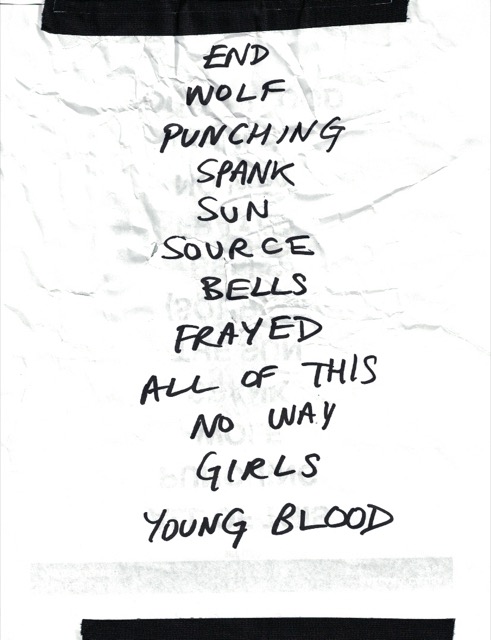 END
WOLF
PUNCHING
SPANK
SUN
SOURCE
BELLS
FRAYED
ALL OF THIS
NO WAY
GIRLS
YOUNG BLOOD